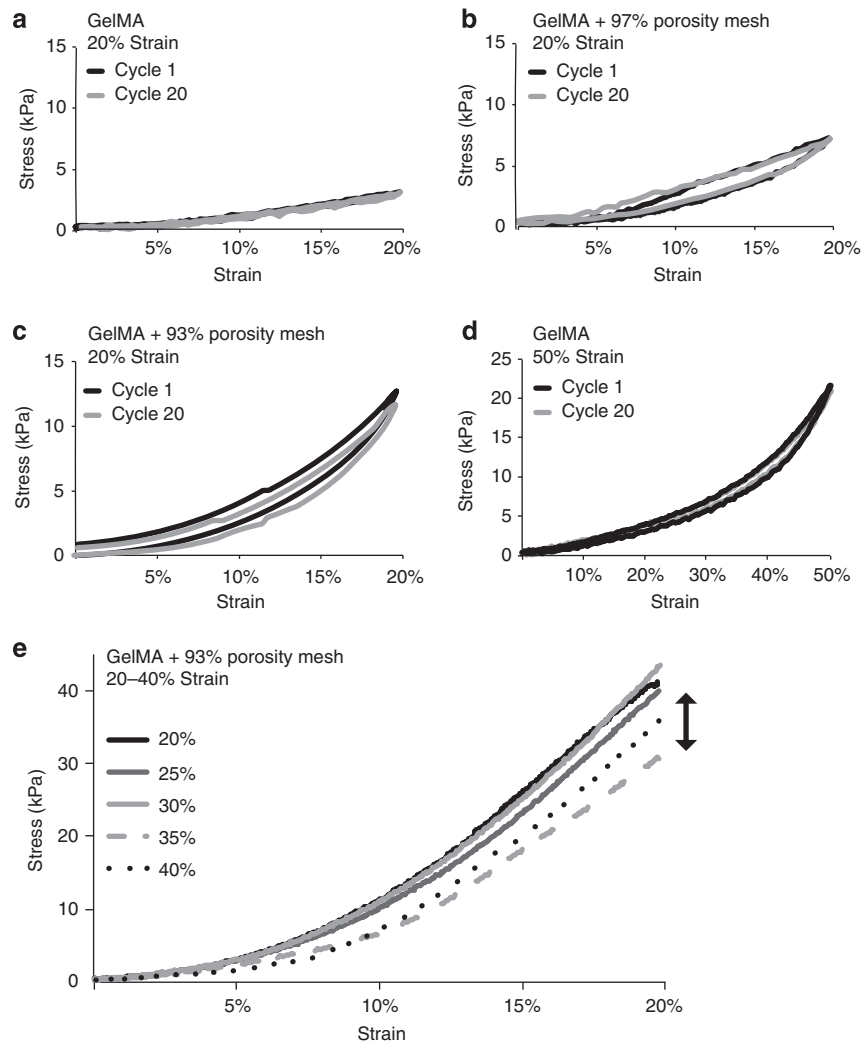 a
GelMA
20% Strain
Cycle 1
Cycle 20
Stress (kPa)
15
10
5
0
5%
10%
15%
20%
Strain
b
GelMA + 97% porosity mesh
20% Strain
Cycle 1
Cycle 20
Stress (kPa)
15
10
5
0
5%
10%
15%
20%
Strain
c
GelMA + 93% porosity mesh
20% Strain
Cycle 1
Cycle 20
Stress (kPa)
15
10
5
0
5%
10%
15%
20%
Strain
d
GelMA
50% Strain
Cycle 1
Cycle 20
Stress (kPa)
25
20
15
10
5
0
10%
20%
30%
40%
50%
Strain
e
GelMA + 93% porosity mesh
20–40% Strain
20%
25%
30%
35%
40%
Stress (kPa)
40
30
20
10
0
5%
10%
15%
20%
Strain